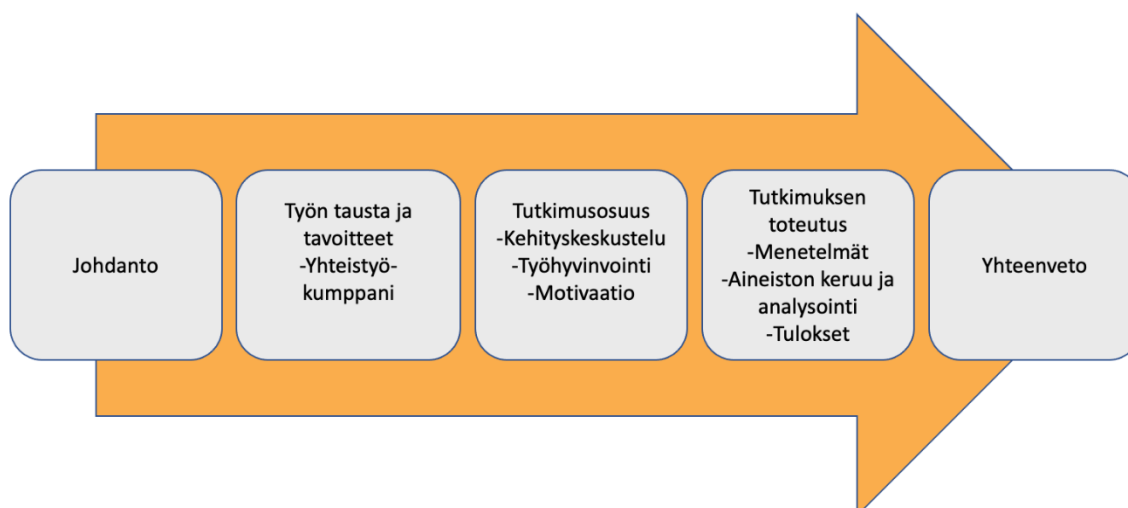 Johdanto
Työn tausta ja
tavoitteet
-Yhteistyö-
kumppani
Tutkimusosuus
-Kehityskeskustelu
-Työhyvinvointi
-Motivaatio
Tutkimuksen
toteutus
-Menetelmät
-Aineiston keruu ja
analysointi
-Tulokset
Yhteenveto